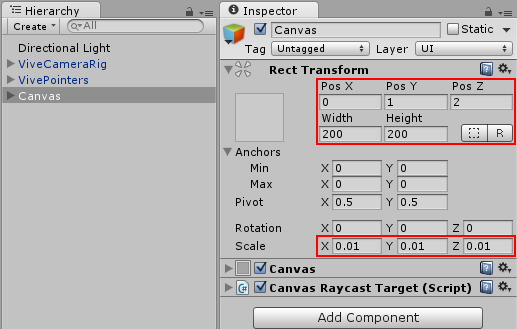 Hierarchy
Create
All
Directional Light
ViveCameraRig
VivePointers
Canvas
Inspector
Canvas
Static
Tag Untagged Layer UI
Rect Transform
Pos X Pos Y Pos Z
0 1 2
Width Height
200 200
R
Anchors
Min X 0 Y 0
Max X 0 Y 0
Pivot X 0.5 Y 0.5
Rotation X 0 Y 0 Z 0
Scale X 0.01 Y 0.01 Z 0.01
Canvas
C#
Canvas Raycast Target (Script)
Add Component